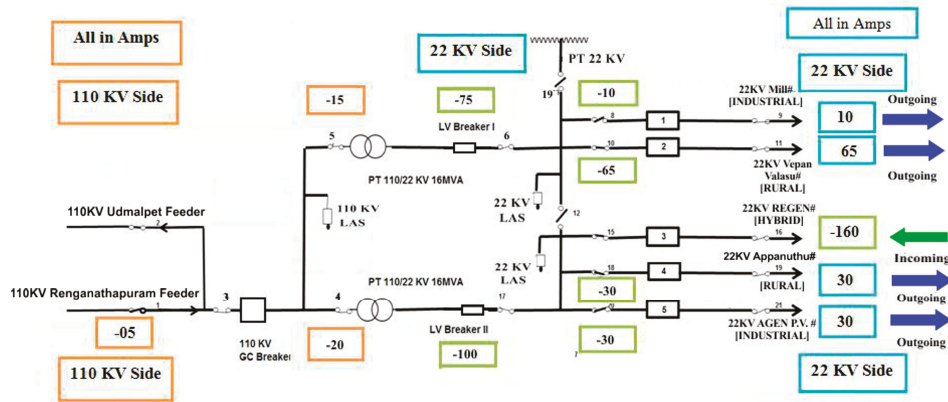 All in Amps
110 KV Side
22 KV Side
PT 22 KV
All in Amps
22 KV Side
-15
-75
19
-10
22KV Mill#.
[INDUSTRIAL]
Outgoing
LV Breaker I
5
6
8
1
9
10
10
2
11
65
PT 110/22 KV 16MVA
-65
22KV Vepan
Valasu#
[RURAL]
Outgoing
110 KV
LAS
22 KV
LAS
12
110KV Udmalpet Feeder
2
22KV REGEN#
[HYBRID]
15
3
16
-160
Incoming
22 KV
LAS
22KV Appanuthu#
18
4
19
[RURAL]
30
Outgoing
110KV Renganathapuram Feeder
PT 110/22 KV 16MVA
-30
1
3
4
17
20
5
21
30
-05
110 KV
GC Breaker
-20
LV Breaker II
-100
7
-30
22KV AGEN P.V. #
[INDUSTRIAL]
Outgoing
110 KV Side
22 KV Side